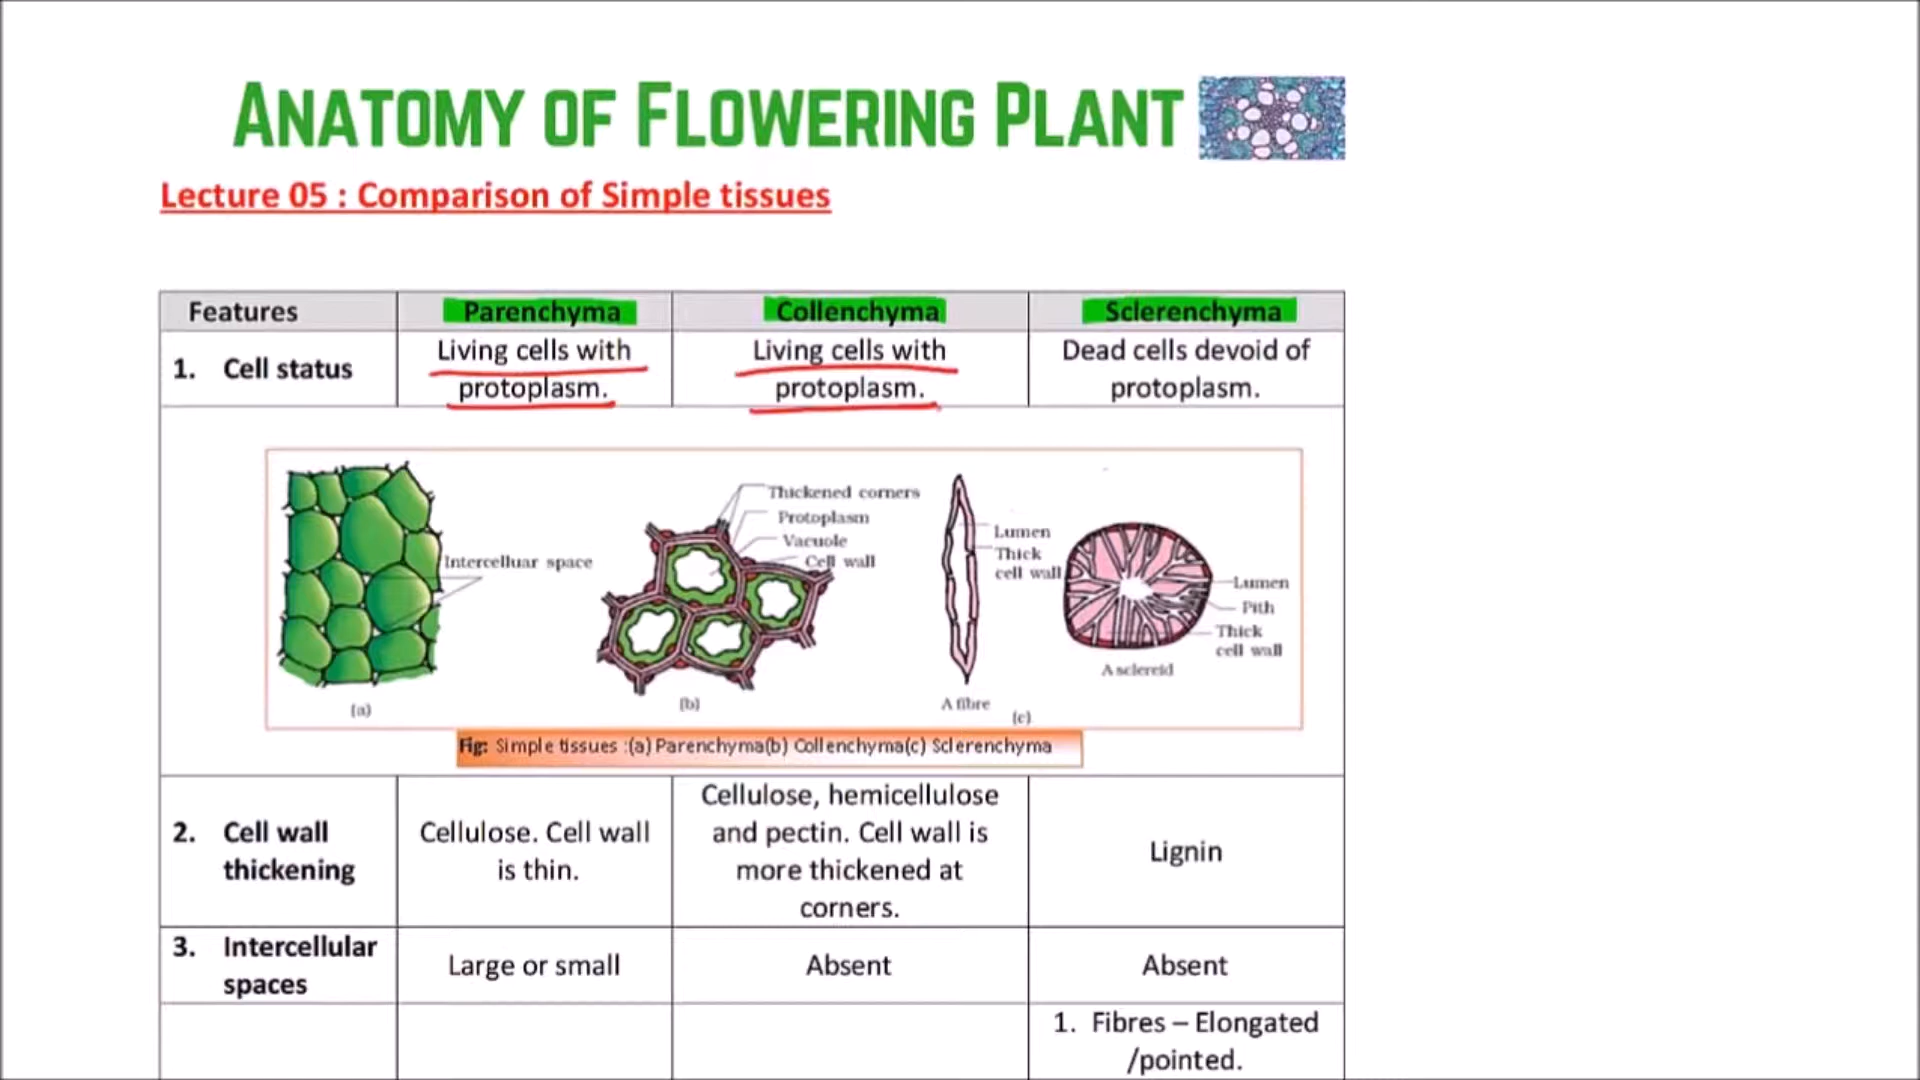 ANATOMY OF FLOWERING PLANT
Lecture 05 : Comparison of Simple tissues
Features
Parenchyma
Collenchyma
Sclerenchyma
1. Cell status
Living cells with
protoplasm.
Living cells with
protoplasm.
Dead cells devoid of
protoplasm.
Intercelluar space
(a)
Thickened corners
Protoplasm
Vacuole
Cell wall
(b)
Lumen
Thick
cell wall
A fibre
(c)
Lumen
Pith
Thick
cell wall
A sclereid
Fig: Simple tissues :(a) Parenchyma(b) Collenchyma(c) Sclerenchyma
2. Cell wall
thickening
Cellulose. Cell wall
is thin.
Cellulose, hemicellulose
and pectin. Cell wall is
more thickened at
corners.
Lignin
3. Intercellular
spaces
Large or small
Absent
Absent
1. Fibres – Elongated
/pointed.